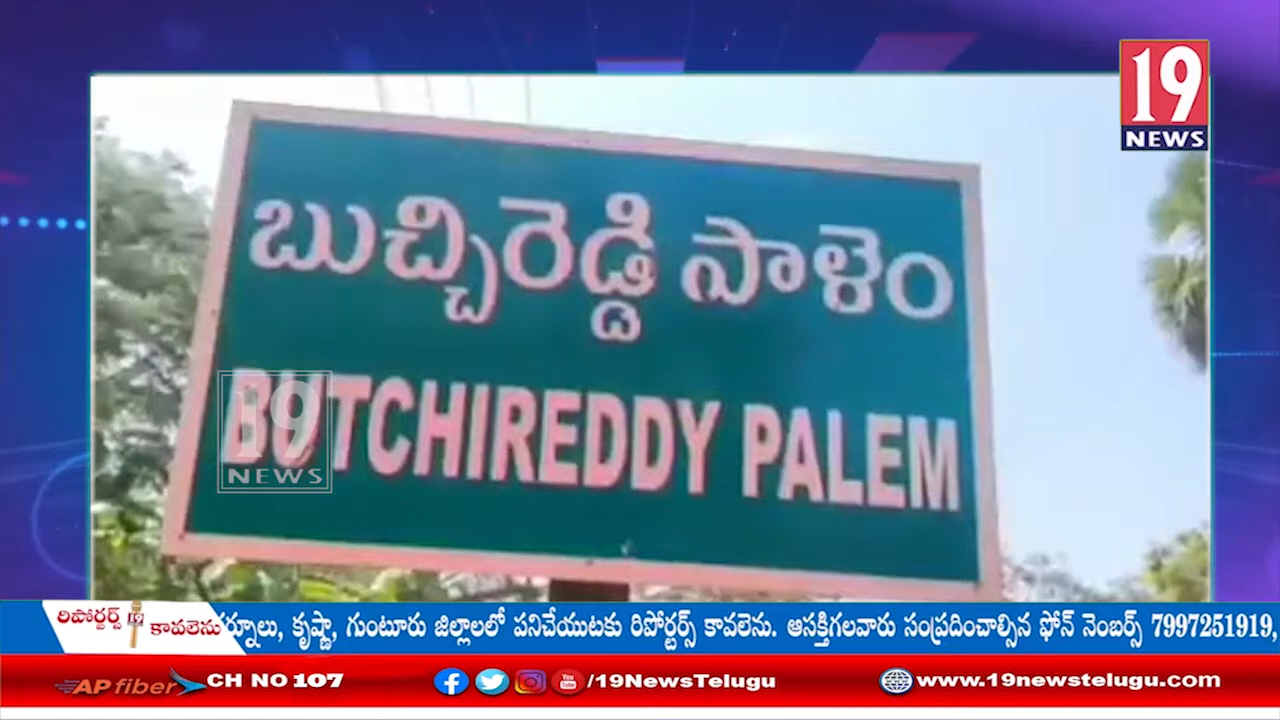 19
NEWS
బుచ్చిరెడ్డి పాళెం
BUTCHIREDDY PALEM
19
NEWS
రిపోర్టర్స్ 19 కావలెను
కృష్ణా, గుంటూరు జిల్లాలలో పనిచేయుటకు రిపోర్టర్స్ కావలెను. ఆసక్తిగలవారు సంప్రదించాల్సిన ఫోన్ నెంబర్స్ 7997251919,
AP fiber CH NO 107 /19NewsTelugu www.19newstelugu.com